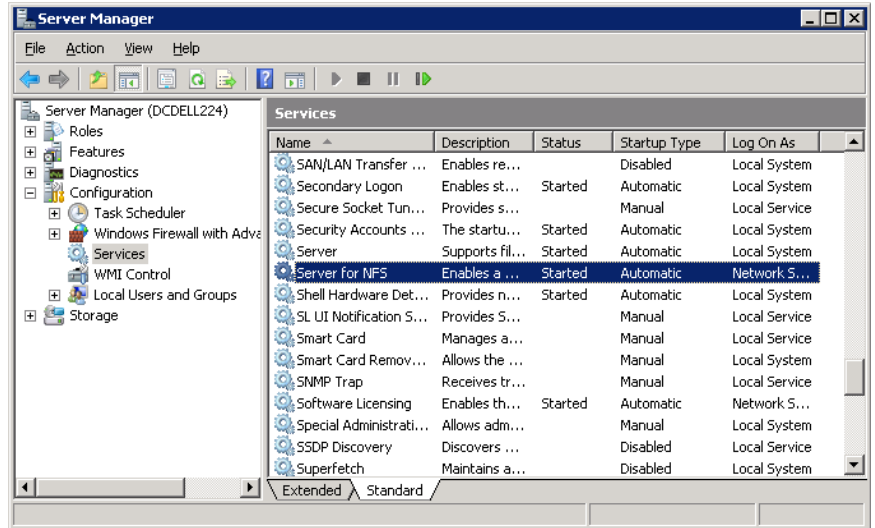 Server Manager
File Action View Help
Server Manager (DCDELL224)
Roles
Features
Diagnostics
Configuration
Task Scheduler
Windows Firewall with Adva
Services
WMI Control
Local Users and Groups
Storage
Services
Name Description Status Startup Type Log On As
SAN/LAN Transfer ... Enables re... Disabled Local System
Secondary Logon Enables st... Started Automatic Local System
Secure Socket Tun... Provides s... Manual Local Service
Security Accounts ... The startu... Started Automatic Local System
Server Supports fil... Started Automatic Local System
Server for NFS Enables a ... Started Automatic Network S...
Shell Hardware Det... Provides n... Started Automatic Local System
SL UI Notification S... Provides S... Manual Local Service
Smart Card Manages a... Manual Local Service
Smart Card Remov... Allows the ... Manual Local System
SNMP Trap Receives tr... Manual Local Service
Software Licensing Enables th... Started Automatic Network S...
Special Administrati... Allows adm... Manual Local System
SSDP Discovery Discovers ... Disabled Local Service
Superfetch Maintains a... Disabled Local System
Extended Standard